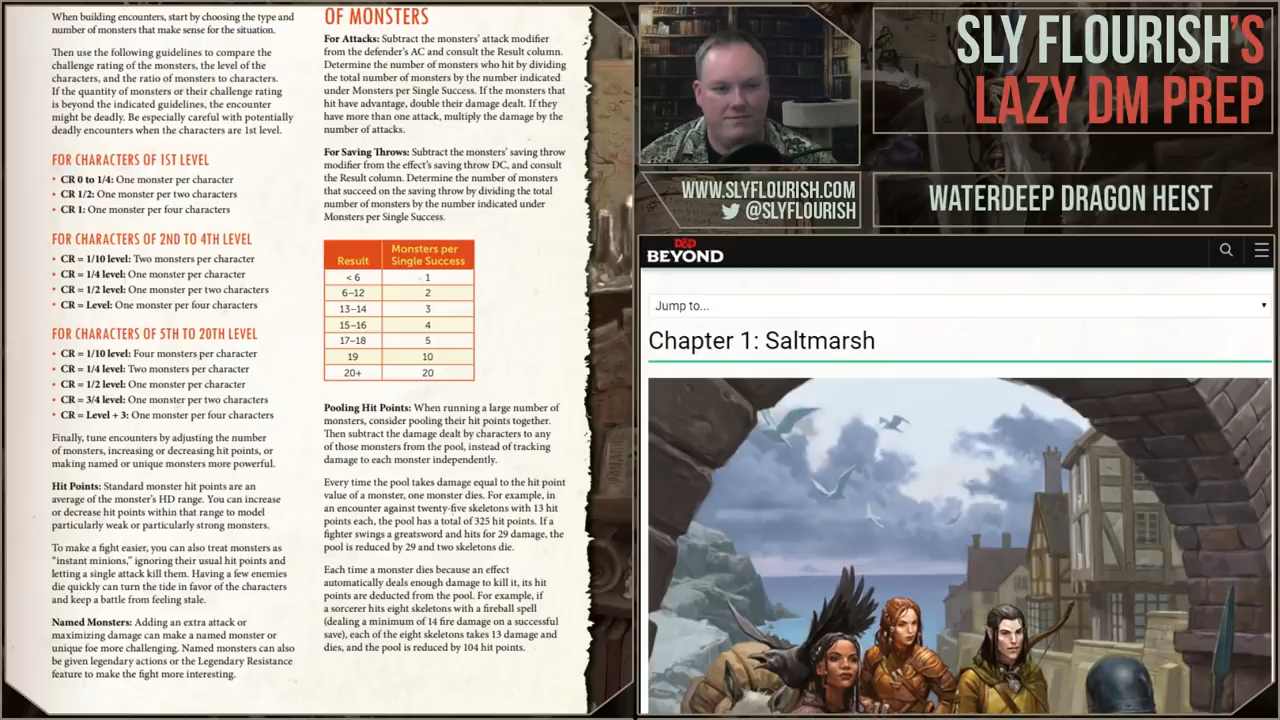 When building encounters, start by choosing the type and
number of monsters that make sense for the situation.
Then use the following guidelines to compare the
challenge rating of the monsters, the level of the
characters, and the ratio of monsters to characters.
If the quantity of monsters or their challenge rating
is beyond the indicated guidelines, the encounter
might be deadly. Be especially careful with potentially
deadly encounters when the characters are 1st level.
FOR CHARACTERS OF 1ST LEVEL
• CR 0 to 1/4: One monster per character
• CR 1/2: One monster per two characters
• CR 1: One monster per four characters
FOR CHARACTERS OF 2ND TO 4TH LEVEL
• CR = 1/10 level: Two monsters per character
• CR = 1/4 level: One monster per character
• CR = 1/2 level: One monster per two characters
• CR = Level: One monster per four characters
FOR CHARACTERS OF 5TH TO 20TH LEVEL
• CR = 1/10 level: Four monsters per character
• CR = 1/4 level: Two monsters per character
• CR = 1/2 level: One monster per character
• CR = 3/4 level: One monster per two characters
• CR = Level + 3: One monster per four characters
Finally, tune encounters by adjusting the number
of monsters, increasing or decreasing hit points, or
making named or unique monsters more powerful.
Hit Points: Standard monster hit points are an
average of the monster's HD range. You can increase
or decrease hit points within that range to model
particularly weak or particularly strong monsters.
To make a fight easier, you can also treat monsters as
“instant minions,” ignoring their usual hit points and
letting a single attack kill them. Having a few enemies
die quickly can turn the tide in favor of the characters
and keep a battle from feeling stale.
Named Monsters: Adding an extra attack or
maximizing damage can make a named monster or
unique foe more challenging. Named monsters can also
be given legendary actions or the Legendary Resistance
feature to make the fight more interesting.
OF MONSTERS
For Attacks: Subtract the monsters' attack modifier
from the defender's AC and consult the Result column.
Determine the number of monsters who hit by dividing
the total number of monsters by the number indicated
under Monsters per Single Success. If the monsters that
hit have advantage, double their damage dealt. If they
have more than one attack, multiply the damage by the
number of attacks.
For Saving Throws: Subtract the monsters' saving throw
modifier from the effect's saving throw DC, and consult
the Result column. Determine the number of monsters
that succeed on the saving throw by dividing the total
number of monsters by the number indicated under
Monsters per Single Success.
Result Monsters per Single Success
< 6 1
6–12 2
13–14 3
15–16 4
17–18 5
19 10
20+ 20
Pooling Hit Points: When running a large number of
monsters, consider pooling their hit points together.
Then subtract the damage dealt by characters to any
of those monsters from the pool, instead of tracking
damage to each monster independently.
Every time the pool takes damage equal to the hit point
value of a monster, one monster dies. For example, in
an encounter against twenty-five skeletons with 13 hit
points each, the pool has a total of 325 hit points. If a
fighter swings a greatsword and hits for 29 damage, the
pool is reduced by 29 and two skeletons die.
Each time a monster dies because an effect
automatically deals enough damage to kill it, its hit
points are deducted from the pool. For example, if
a sorcerer hits eight skeletons with a fireball spell
(dealing a minimum of 14 fire damage on a successful
save), each of the eight skeletons takes 13 damage and
dies, and the pool is reduced by 104 hit points.
SLY FLOURISH'S
LAZY DM PREP
WWW.SLYFLOURISH.COM
@SLYFLOURISH
WATERDEEP DRAGON HEIST
D&D
BEYOND
Jump to...
Chapter 1: Saltmarsh